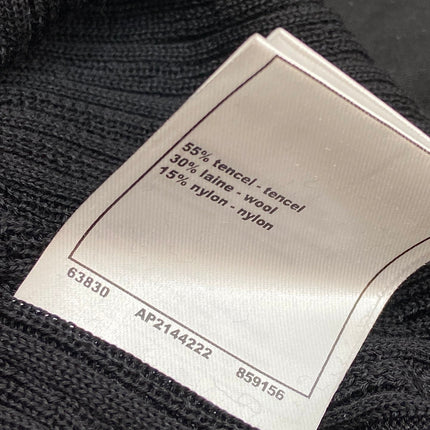 55% tencel - tencel
30% laine - wool
15% nylon - nylon
63830 AP2144222 859156